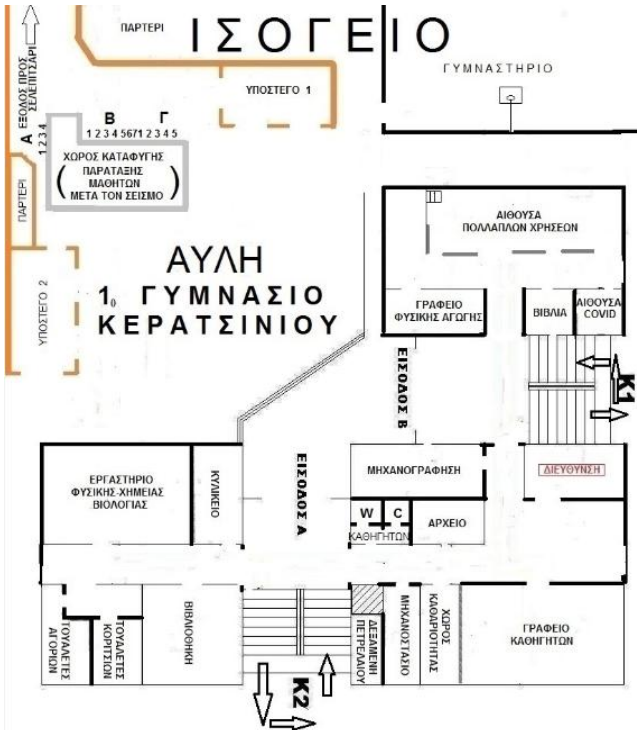 ΙΣΟΓΕΙΟ
ΠΑΡΤΕΡΙ
ΓΥΜΝΑΣΤΗΡΙΟ
ΥΠΟΣΤΕΓΟ 1
ΕΞΟΔΟΣ ΠΡΟΣ
ΣΕΛΕΠΙΤΣΑΡΙ
Α
1 2 3 4
Β
Γ
1 2 3 4 5 6 7 1 2 3 4 5
ΧΩΡΟΣ ΚΑΤΑΦΥΓΗΣ
( ΠΑΡΑΤΑΞΗΣ
ΜΑΘΗΤΩΝ )
ΜΕΤΑ ΤΟΝ ΣΕΙΣΜΟ
ΠΑΡΤΕΡΙ
ΥΠΟΣΤΕΓΟ 2
ΑΥΛΗ
1ο ΓΥΜΝΑΣΙΟ
ΚΕΡΑΤΣΙΝΙΟΥ
ΑΙΘΟΥΣΑ
ΠΟΛΛΑΠΛΩΝ ΧΡΗΣΕΩΝ
ΓΡΑΦΕΙΟ
ΦΥΣΙΚΗΣ ΑΓΩΓΗΣ
ΒΙΒΛΙΑ
ΑΙΘΟΥΣΑ
COVID
Κ1
ΕΙΣΟΔΟΣ Β
ΕΙΣΟΔΟΣ Α
ΕΡΓΑΣΤΗΡΙΟ
ΦΥΣΙΚΗΣ-ΧΗΜΕΙΑΣ
ΒΙΟΛΟΓΙΑΣ
ΚΥΛΙΚΕΙΟ
ΜΗΧΑΝΟΓΡΑΦΗΣΗ
ΔΙΕΥΘΥΝΣΗ
W C
ΚΑΘΗΓΗΤΩΝ
ΑΡΧΕΙΟ
ΤΟΥΑΛΕΤΕΣ
ΑΓΟΡΙΩΝ
ΤΟΥΑΛΕΤΕΣ
ΚΟΡΙΤΣΙΩΝ
ΒΙΒΛΙΟΘΗΚΗ
Κ2
ΔΕΞΑΜΕΝΗ
ΠΕΤΡΕΛΑΙΟΥ
ΜΗΧΑΝΟΣΤΑΣΙΟ
ΧΩΡΟΣ
ΚΑΘΑΡΙΟΤΗΤΑΣ
ΓΡΑΦΕΙΟ
ΚΑΘΗΓΗΤΩΝ